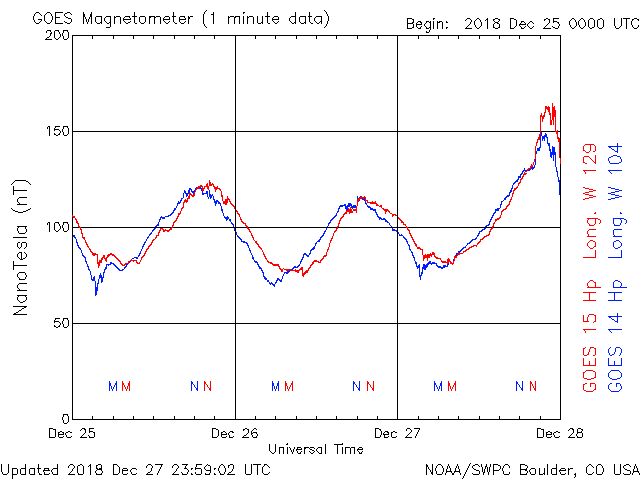 GOES Magnetometer (1 minute data)
Begin: 2018 Dec 25 0000 UTC
200
150
100
50
0
NanoTesla (nT)
M M N N M M N N M M N N
Dec 25 Dec 26 Dec 27 Dec 28
Universal Time
GOES 15 Hp Long. W 129
GOES 14 Hp Long. W 104
Updated 2018 Dec 27 23:59:02 UTC
NOAA/SWPC Boulder, CO USA